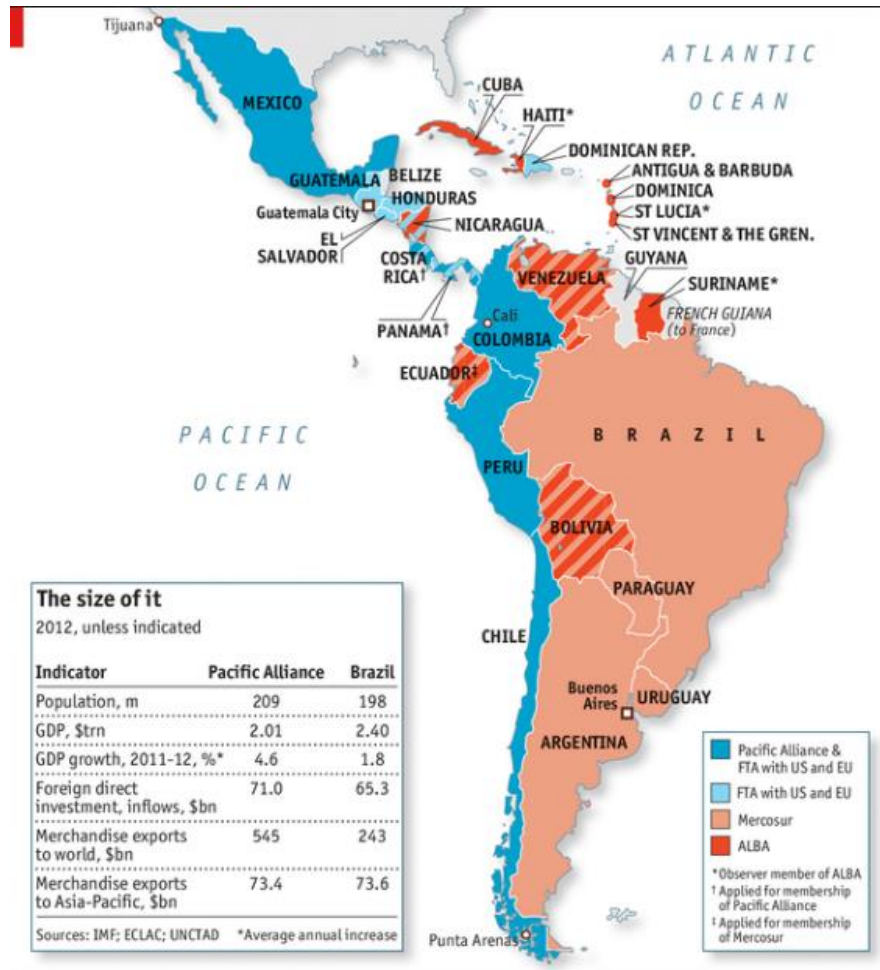 Tijuana
ATLANTIC
OCEAN
MEXICO
CUBA
HAITI*
DOMINICAN REP.
ANTIGUA & BARBUDA
DOMINICA
ST LUCIA*
ST VINCENT & THE GREN.
GUATEMALA
BELIZE
HONDURAS
Guatemala City
NICARAGUA
EL
SALVADOR
COSTA
RICA†
PANAMA†
VENEZUELA
GUYANA
SURINAME*
FRENCH GUIANA
(to France)
Cali
COLOMBIA
ECUADOR‡
PACIFIC
OCEAN
BRAZIL
PERU
BOLIVIA
PARAGUAY
CHILE
Buenos
Aires
URUGUAY
ARGENTINA
Punta Arenas
The size of it
2012, unless indicated
Indicator Pacific Alliance Brazil
Population, m 209 198
GDP, $trn 2.01 2.40
GDP growth, 2011-12, %* 4.6 1.8
Foreign direct 71.0 65.3
investment, inflows, $bn
Merchandise exports 545 243
to world, $bn
Merchandise exports 73.4 73.6
to Asia-Pacific, $bn
Sources: IMF; ECLAC; UNCTAD *Average annual increase
Pacific Alliance &
FTA with US and EU
FTA with US and EU
Mercosur
ALBA
*Observer member of ALBA
† Applied for membership
of Pacific Alliance
‡ Applied for membership
of Mercosur